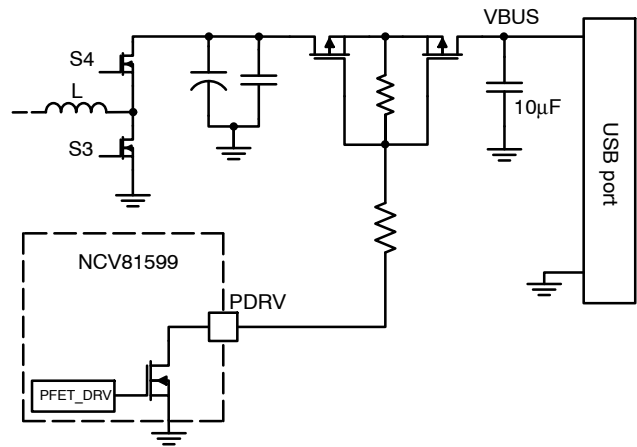 VBUS
S4
L
10μF
S3
USB port
NCV81599
PDRV
PFET_DRV